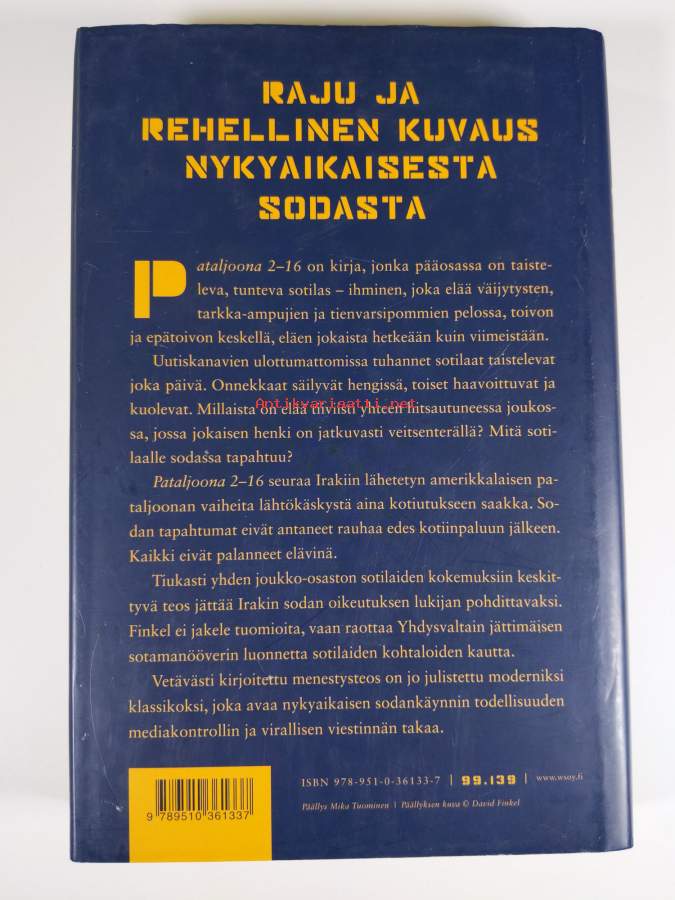 RAJU JA
REHELLINEN KUVAUS
NYKYAIKAISESTA
SODASTA
Pataljoona 2–16 on kirja, jonka pääosassa on taiste-
leva, tunteva sotilas – ihminen, joka elää väijytysten,
tarkka-ampujien ja tienvarsipommien pelossa, toivon
ja epätoivon keskellä, eläen jokaista hetkeään kuin viimeistään.
Uutiskanavien ulottumattomissa tuhannet sotilaat taistelevat
joka päivä. Onnekkaat säilyvät hengissä, toiset haavoittuvat ja
kuolevat. Millaista on elää tiiviisti yhteen hitsautuneessa joukos-
Antikvariaatti.net
sa, jossa jokaisen henki on jatkuvasti veitsenterällä? Mitä soti-
laalle sodassa tapahtuu?
Pataljoona 2–16 seuraa Irakiin lähetetyn amerikkalaisen pa-
taljoonan vaiheita lähtökäskystä aina kotiutukseen saakka. So-
dan tapahtumat eivät antaneet rauhaa edes kotiinpaluun jälkeen.
Kaikki eivät palanneet elävinä.
Tiukasti yhden joukko-osaston sotilaiden kokemuksiin keskit-
tyvä teos jättää Irakin sodan oikeutuksen lukijan pohdittavaksi.
Finkel ei jakele tuomioita, vaan raottaa Yhdysvaltain jättimäisen
sotamanööverin luonnetta sotilaiden kohtaloiden kautta.
Vetävästi kirjoitettu menestysteos on jo julistettu moderniksi
klassikoksi, joka avaa nykyaikaisen sodankäynnin todellisuuden
mediakontrollin ja virallisen viestinnän takaa.
ISBN 978-951-0-36133-7 | 99.139 | www.wsoy.fi
Päällys Mika Tuominen | Päällyksen kuva © David Finkel
9 789510 361337